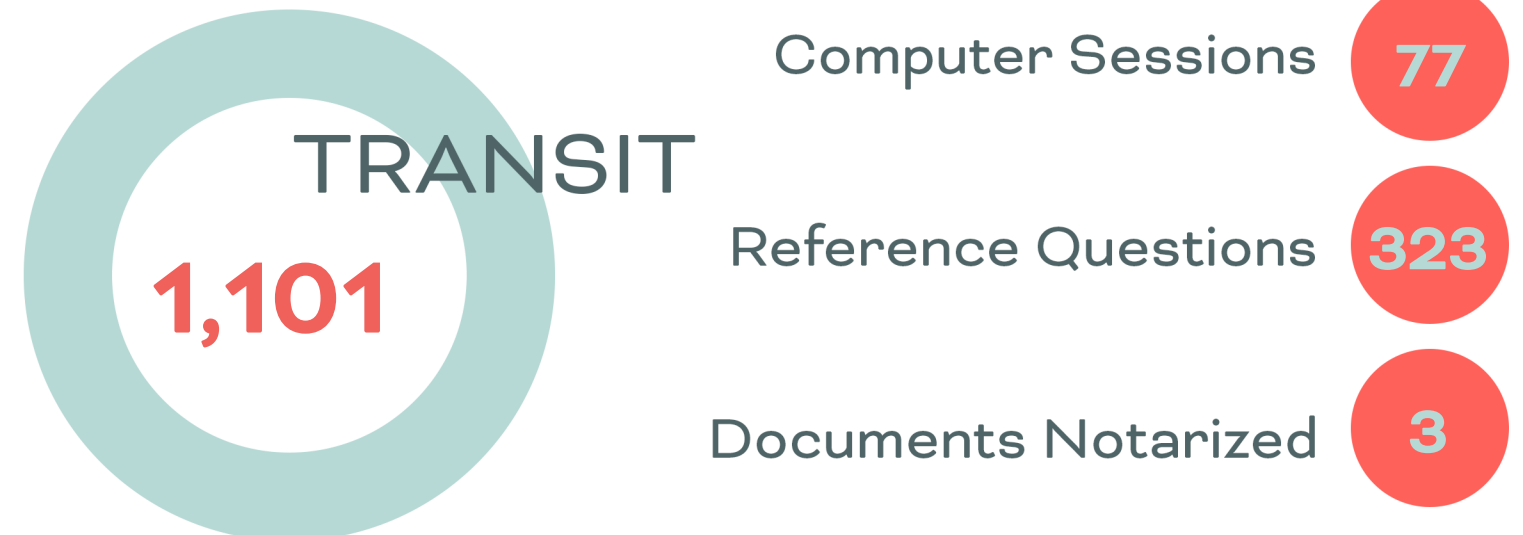 TRANSIT
1,101
Computer Sessions 77
Reference Questions 323
Documents Notarized 3